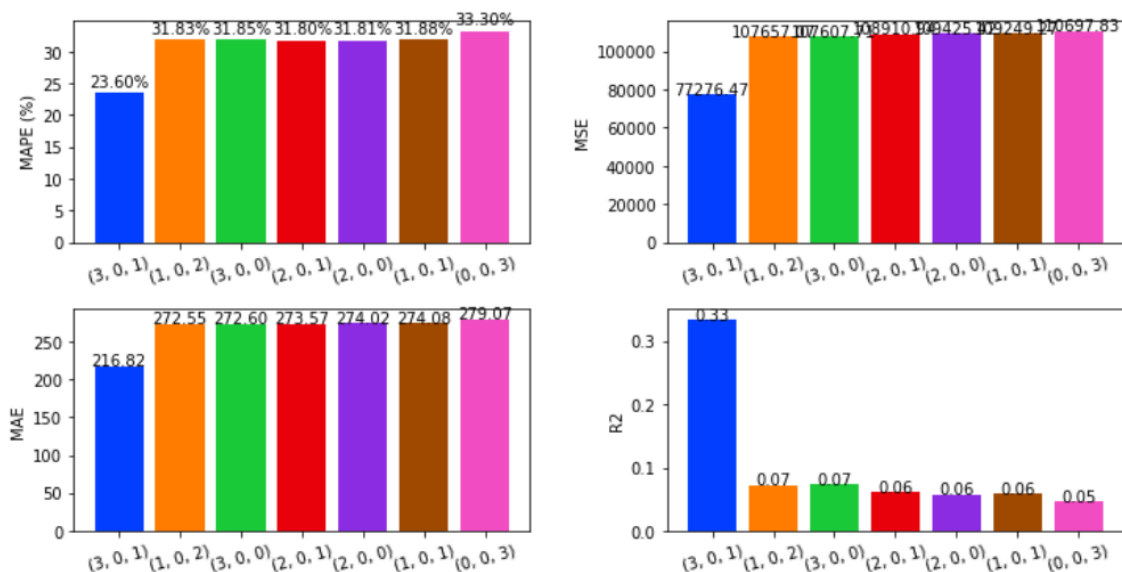 MAPE (%)
30
25
20
15
10
5
0
23.60%
31.83%
31.85%
31.80%
31.81%
31.88%
33.30%
(3, 0, 1)
(1, 0, 2)
(3, 0, 0)
(2, 0, 1)
(2, 0, 0)
(1, 0, 1)
(0, 0, 3)
MSE
100000
80000
60000
40000
20000
0
77276.47
110697.83
(3, 0, 1)
(1, 0, 2)
(3, 0, 0)
(2, 0, 1)
(2, 0, 0)
(1, 0, 1)
(0, 0, 3)
MAE
250
200
150
100
50
0
216.82
272.55
272.60
273.57
274.02
274.08
279.07
(3, 0, 1)
(1, 0, 2)
(3, 0, 0)
(2, 0, 1)
(2, 0, 0)
(1, 0, 1)
(0, 0, 3)
R2
0.3
0.2
0.1
0.0
0.33
0.07
0.07
0.06
0.06
0.06
0.05
(3, 0, 1)
(1, 0, 2)
(3, 0, 0)
(2, 0, 1)
(2, 0, 0)
(1, 0, 1)
(0, 0, 3)